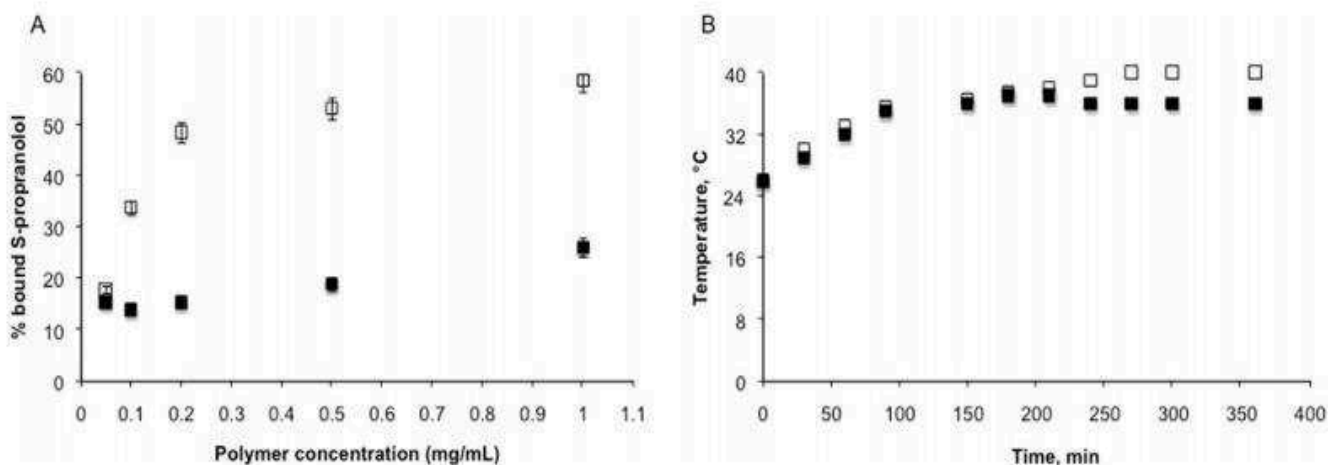 A
B
% bound S-propranolol
60
50
40
30
20
10
0
0 0.1 0.2 0.3 0.4 0.5 0.6 0.7 0.8 0.9 1 1.1
Polymer concentration (mg/mL)
Temperature, °C
40
32
24
16
8
0
0 50 100 150 200 250 300 350 400
Time, min